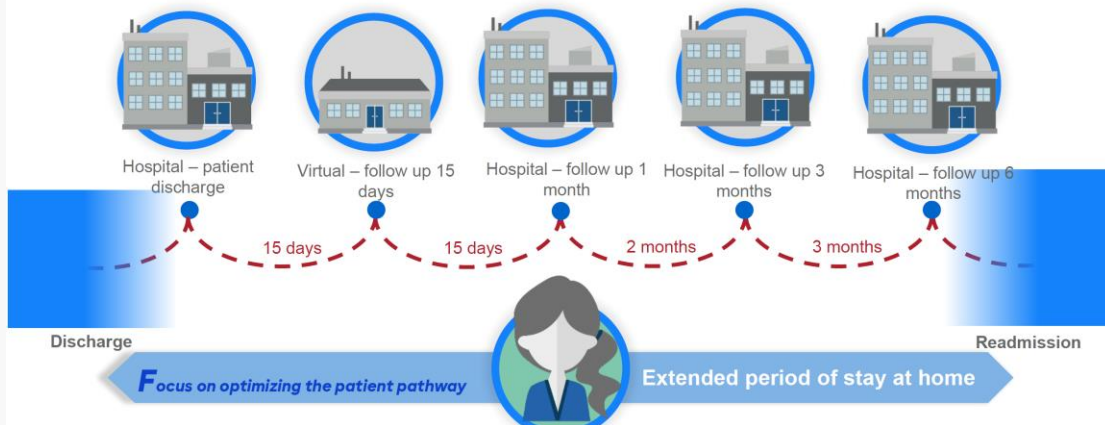 Hospital – patient
discharge
Virtual – follow up 15
days
Hospital – follow up 1
month
Hospital – follow up 3
months
Hospital – follow up 6
months
15 days
15 days
2 months
3 months
Discharge
Readmission
Focus on optimizing the patient pathway
Extended period of stay at home